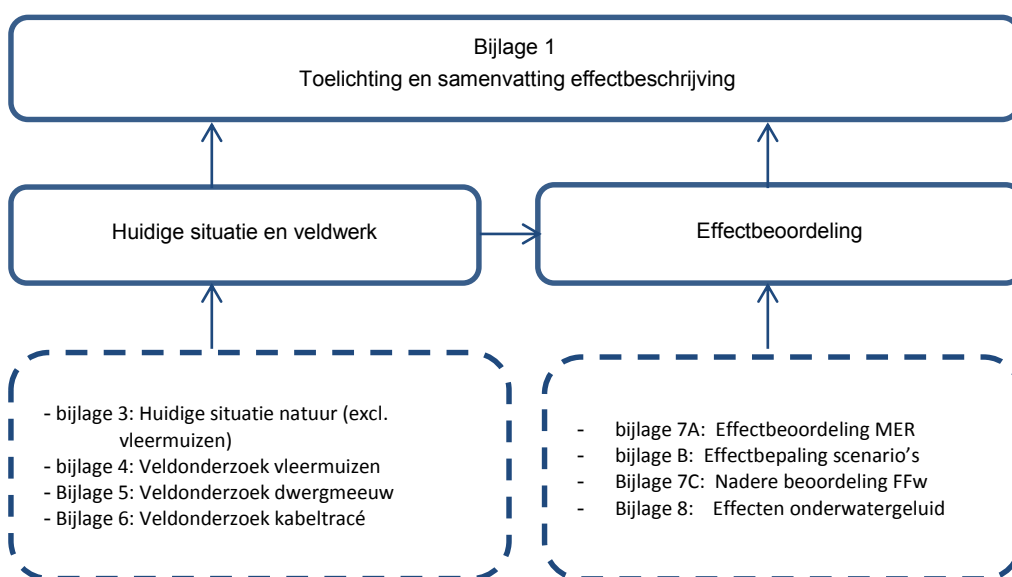 Bijlage 1
Toelichting en samenvatting effectbeschrijving
Huidige situatie en veldwerk
Effectbeoordeling
- bijlage 3: Huidige situatie natuur (excl.
vleermuizen)
- bijlage 4: Veldonderzoek vleermuizen
- Bijlage 5: Veldonderzoek dwergmeeuw
- Bijlage 6: Veldonderzoek kabeltracé
- bijlage 7A: Effectbeoordeling MER
- bijlage B: Effectbepaling scenario's
- Bijlage 7C: Nadere beoordeling FFw
- Bijlage 8: Effecten onderwatergeluid